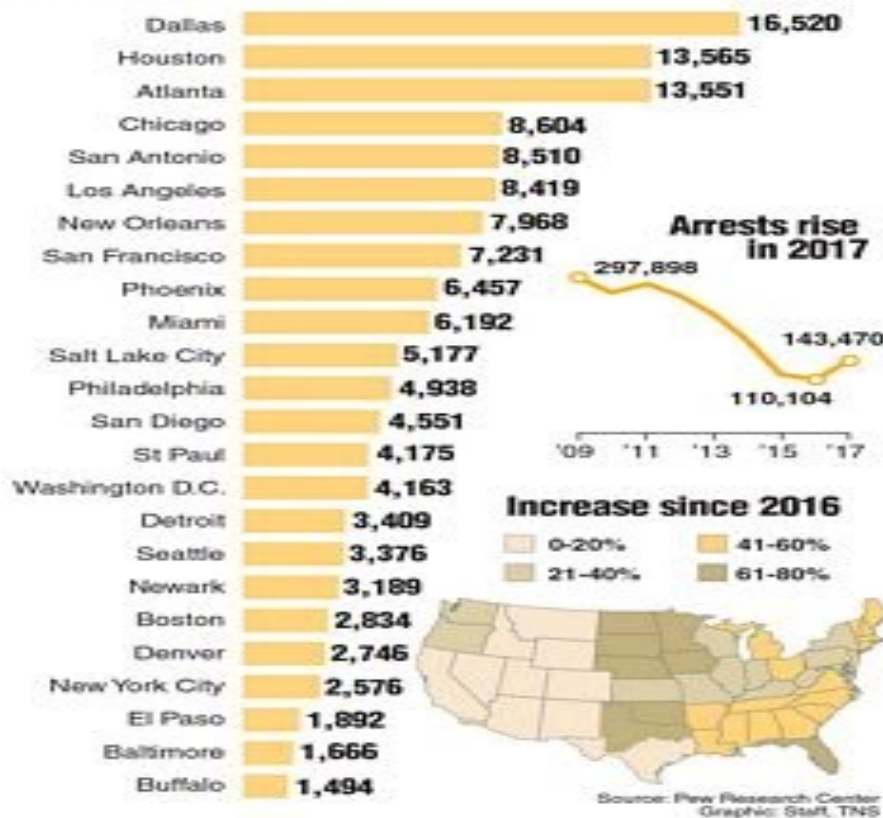 Dallas 16,520
Houston 13,565
Atlanta 13,551
Chicago 8,604
San Antonio 8,510
Los Angeles 8,419
New Orleans 7,968
San Francisco 7,231
Phoenix 6,457
Miami 6,192
Salt Lake City 5,177
Philadelphia 4,938
San Diego 4,551
St Paul 4,175
Washington D.C. 4,163
Detroit 3,409
Seattle 3,376
Newark 3,189
Boston 2,834
Denver 2,746
New York City 2,576
El Paso 1,892
Baltimore 1,666
Buffalo 1,494
Arrests rise
in 2017
297,898
143,470
110,104
'09 '11 '13 '15 '17
Increase since 2016
0-20% 41-60%
21-40% 61-80%
Source: Pew Research Center
Graphic: Staff, TNS